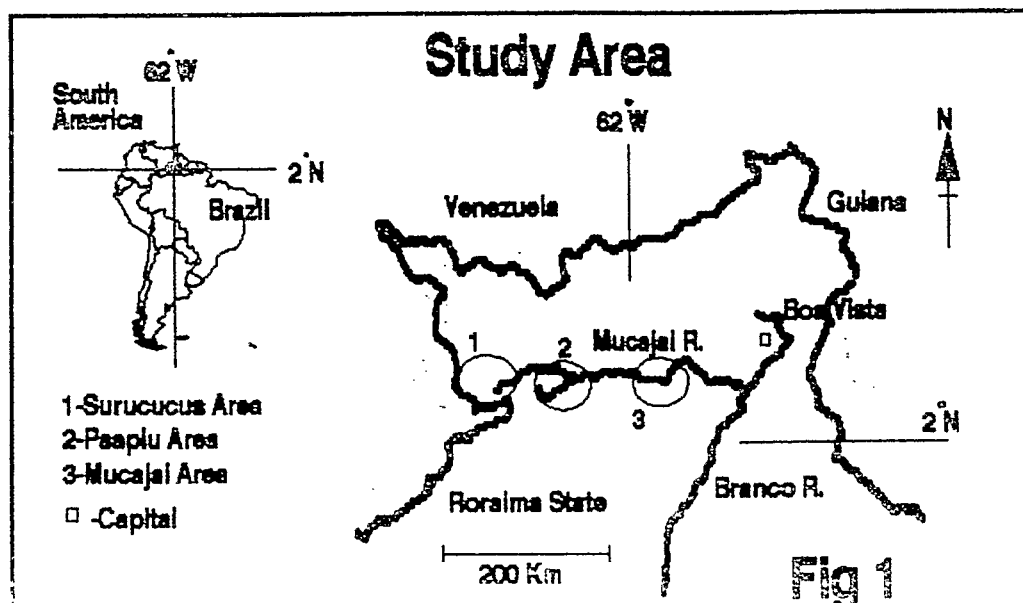 Study Area
62°W
South
America
2°N
Brazil
62°W
N
Venezuela
Guiana
Boa Vista
1
2
Mucajai R.
3
1-Surucucus Area
2-Paapiu Area
3-Mucajai Area
-Capital
2°N
Roraima State
Branco R.
200 Km
Fig 1